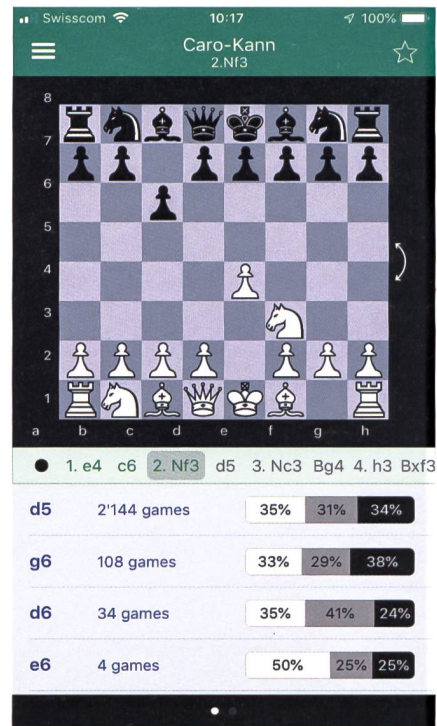 Swisscom 10:17 100%
Caro-Kann
2.Nf3
8
7
6
5
4
3
2
1
a b c d e f g h
1. e4 c6 2. Nf3 d5 3. Nc3 Bg4 4. h3 Bxf3
d5 2'144 games 35% 31% 34%
g6 108 games 33% 29% 38%
d6 34 games 35% 41% 24%
e6 4 games 50% 25% 25%